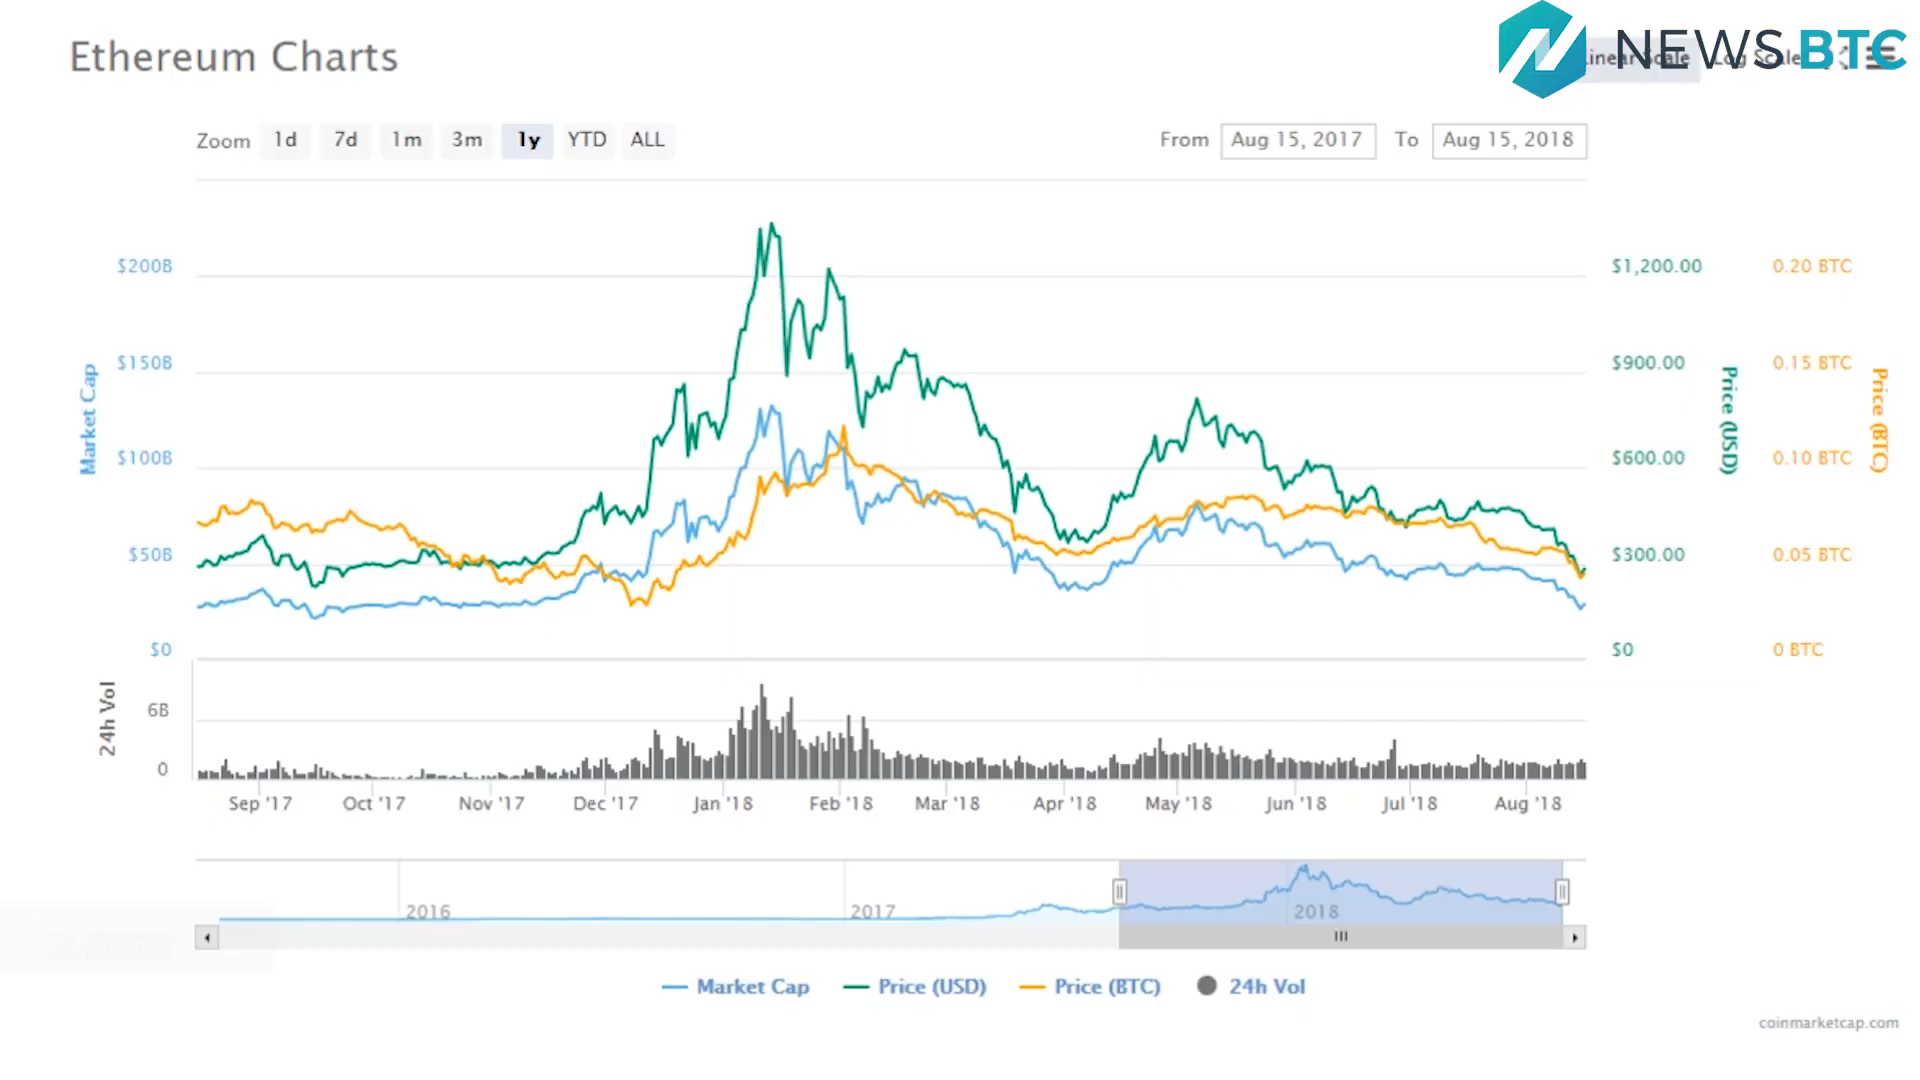 NEWSBTC
Ethereum Charts
Linear Scale Log Scale
Zoom 1d 7d 1m 3m 1y YTD ALL
From Aug 15, 2017 To Aug 15, 2018
$200B $1,200.00 0.20 BTC
$150B $900.00 0.15 BTC
Market Cap
Price (USD)
Price (BTC)
$100B $600.00 0.10 BTC
$50B $300.00 0.05 BTC
$0 $0 0 BTC
24h Vol
6B
0
Sep '17 Oct '17 Nov '17 Dec '17 Jan '18 Feb '18 Mar '18 Apr '18 May '18 Jun '18 Jul '18 Aug '18
2016 2017 2018
Market Cap Price (USD) Price (BTC) 24h Vol
coinmarketcap.com